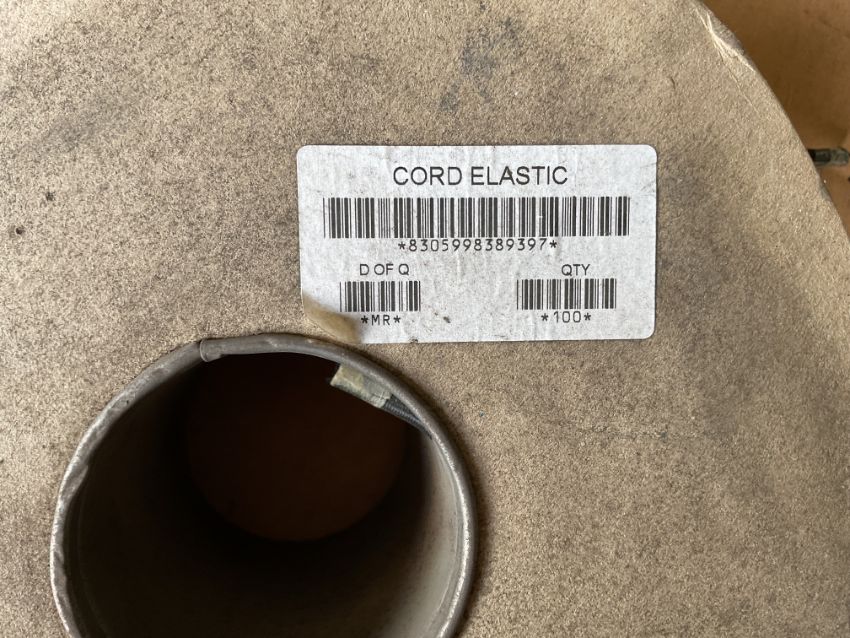 CORD ELASTIC
*8305998389397*
D OF Q QTY
*MR* *100*